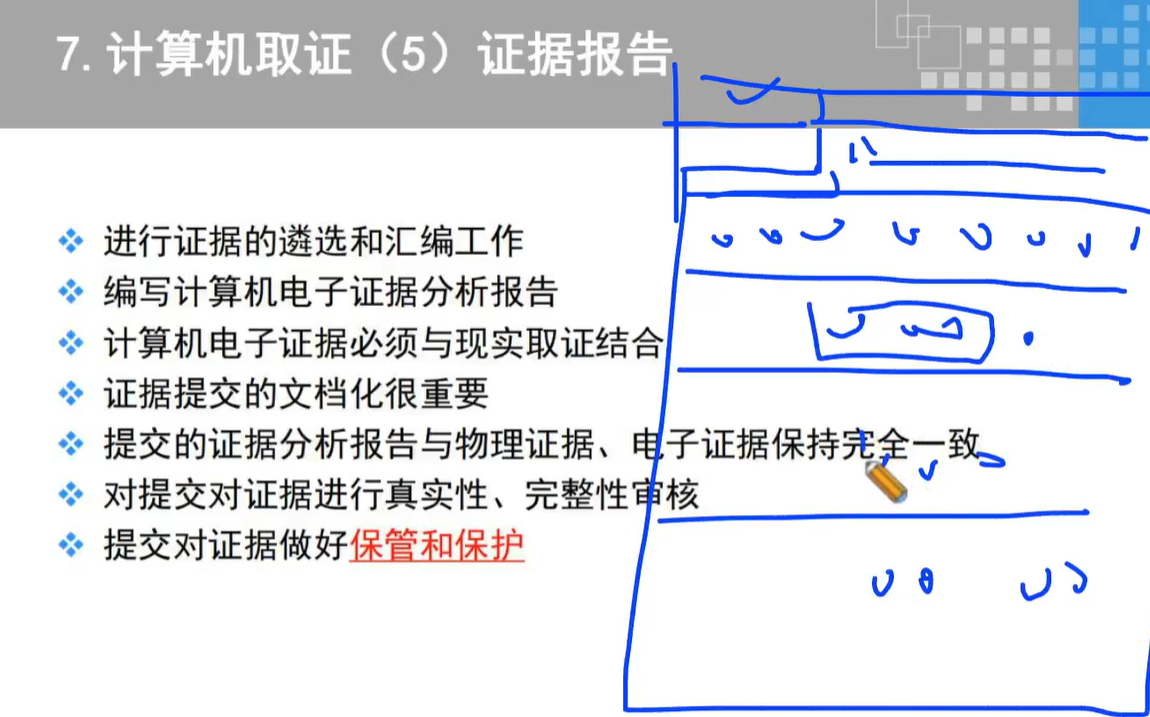 7. 计算机取证（5）证据报告
进行证据的遴选和汇编工作
编写计算机电子证据分析报告
计算机电子证据必须与现实取证结合
证据提交的文档化很重要
提交的证据分析报告与物理证据、电子证据保持完全一致
对提交对证据进行真实性、完整性审核
提交对证据做好保管和保护